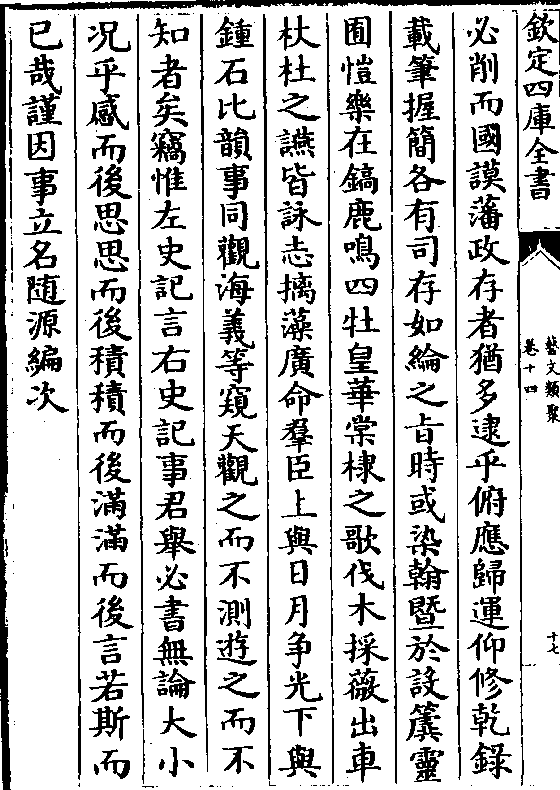 欽定四庫全書
藝文類聚
卷十四
十七
必削而國謨藩政存者猶多逮乎俯應歸運仰修乾錄
載筆握簡各有司存如綸之旨時或染翰暨於設簴靈
囿愷樂在鎬鹿鳴四牡皇華棠棣之歌伐木採薇出車
杕杜之讌皆詠志摛藻廣命羣臣上與日月争光下與
鍾石比韻事同觀海義等窺天觀之而不測遊之而不
知者矣竊惟左史記言右史記事君舉必書無論大小
况乎感而後思思而後積積而後滿滿而後言若斯而
已哉謹因事立名随源編次